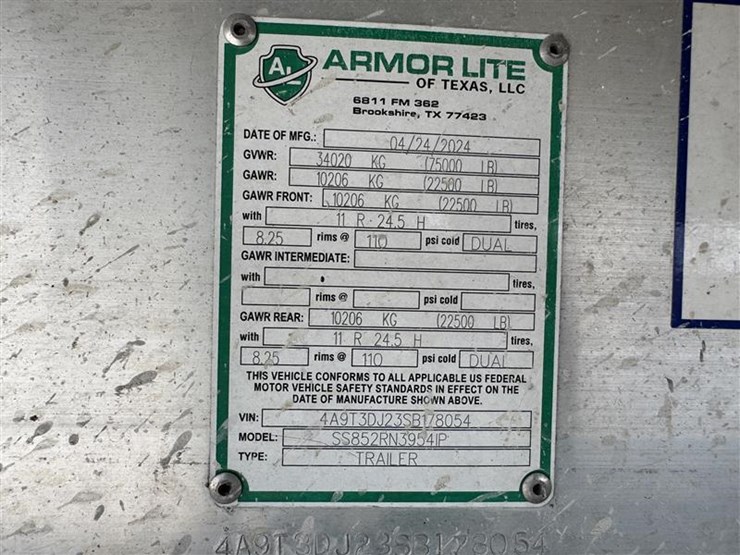 AL ARMOR LITE
OF TEXAS, LLC
6811 FM 362
Brookshire, TX 77423
DATE OF MFG.: 04/24/2024
GVWR: 34020 KG (75000 LB)
GAWR: 10206 KG (22500 LB)
GAWR FRONT: 10206 KG (22500 LB)
with 11 R 24.5 H tires,
8.25 rims @ 110 psi cold DUAL
GAWR INTERMEDIATE:
with tires,
rims @ psi cold
GAWR REAR: 10206 KG (22500 LB)
with 11 R 24.5 H tires,
8.25 rims @ 110 psi cold DUAL
THIS VEHICLE CONFORMS TO ALL APPLICABLE US FEDERAL
MOTOR VEHICLE SAFETY STANDARDS IN EFFECT ON THE
DATE OF MANUFACTURE SHOWN ABOVE.
VIN: 4A9T3DJ23SB178054
MODEL: SS852RN3954IP
TYPE: TRAILER
4A9T3DJ23SB178054